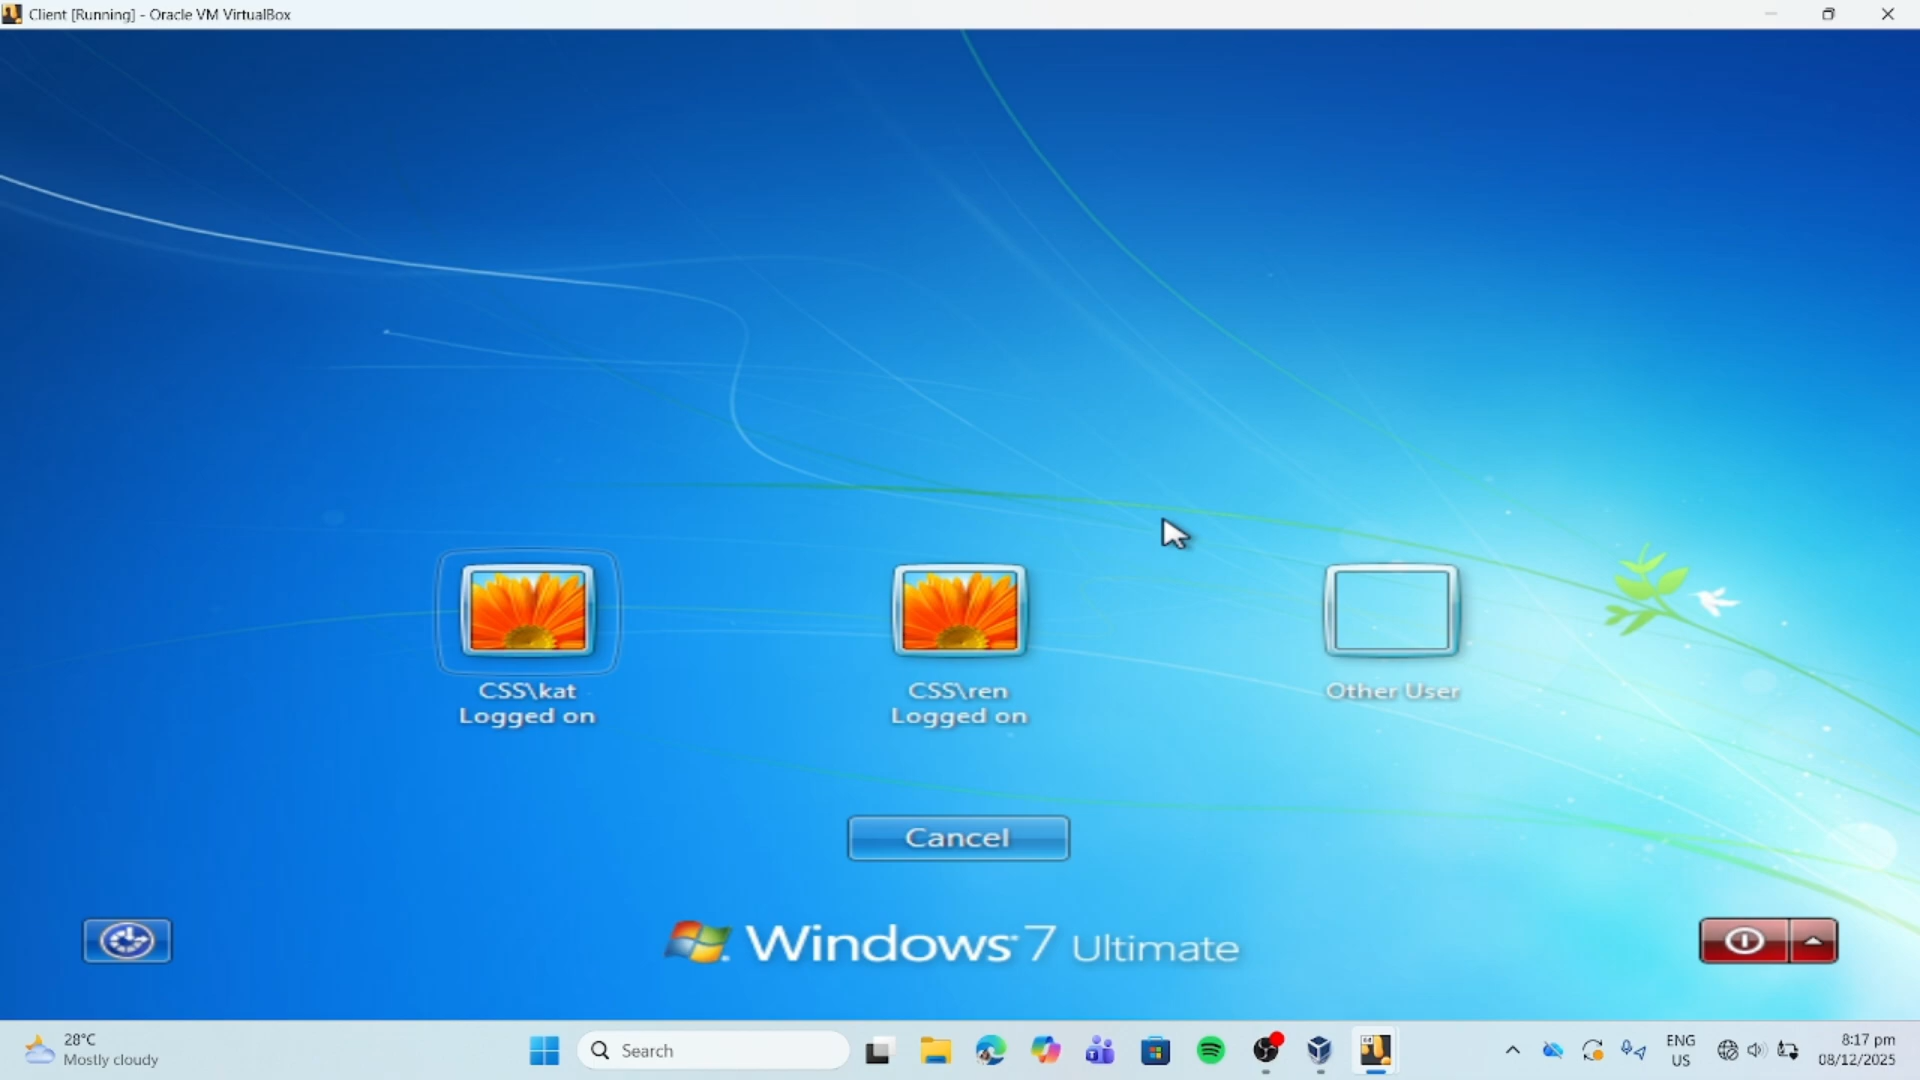 Client [Running] - Oracle VM VirtualBox
CSS\kat
Logged on
CSS\ren
Logged on
Other User
Cancel
Windows 7 Ultimate
28°C
Mostly cloudy
Search
ENG
US
8:17 pm
08/12/2025